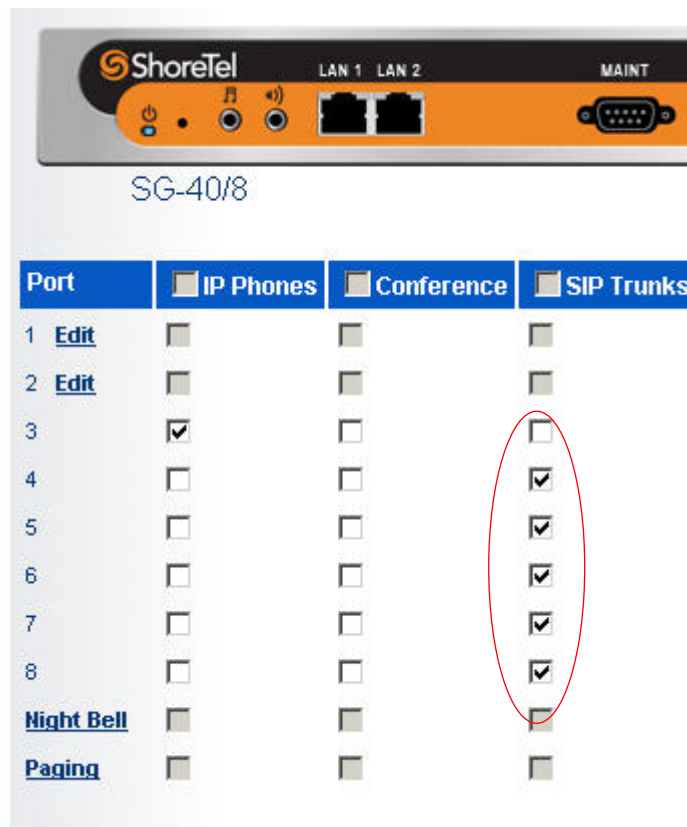 ShoreTel LAN 1 LAN 2 MAINT
SG-40/8
Port IP Phones Conference SIP Trunks
1 Edit
2 Edit
3
4
5
6
7
8
Night Bell
Paging